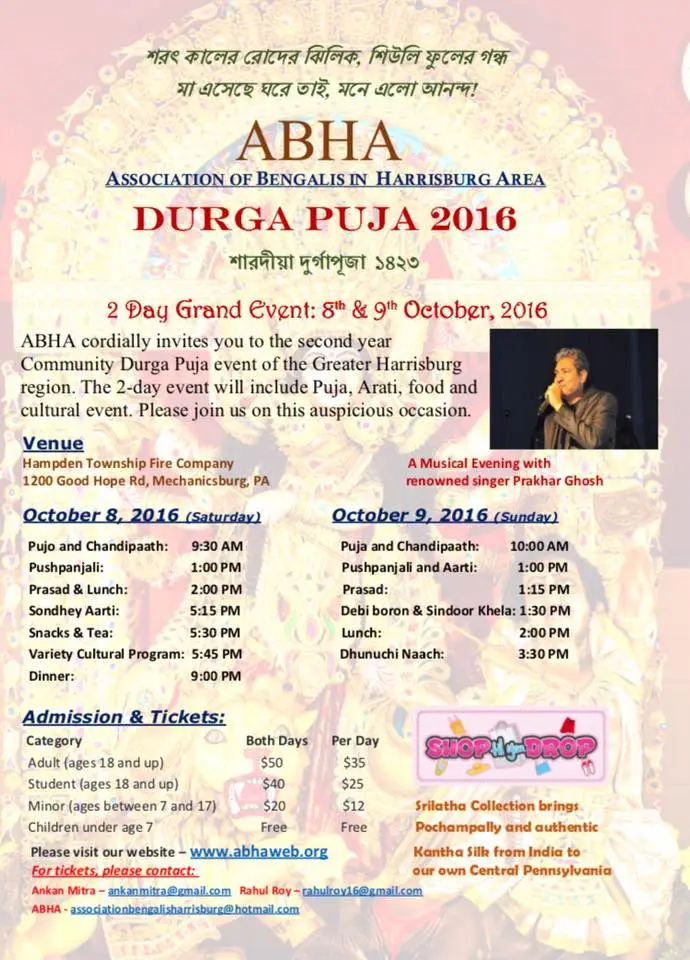 শরৎ কালের রোদের ঝিলিক, শিউলি ফুলের গন্ধ
মা এসেছে ঘরে তাই, মনে এলো আনন্দ!
ABHA
ASSOCIATION OF BENGALIS IN HARRISBURG AREA
DURGA PUJA 2016
শারদীয়া দুর্গাপূজা ১৪২৩
2 Day Grand Event: 8th & 9th October, 2016
ABHA cordially invites you to the second year
Community Durga Puja event of the Greater Harrisburg
region. The 2-day event will include Puja, Arati, food and
cultural event. Please join us on this auspicious occasion.
Venue
Hampden Township Fire Company
1200 Good Hope Rd, Mechanicsburg, PA
A Musical Evening with
renowned singer Prakhar Ghosh
October 8, 2016 (Saturday)
Pujo and Chandipaath: 9:30 AM
Pushpanjali: 1:00 PM
Prasad & Lunch: 2:00 PM
Sondhey Aarti: 5:15 PM
Snacks & Tea: 5:30 PM
Variety Cultural Program: 5:45 PM
Dinner: 9:00 PM
October 9, 2016 (Sunday)
Puja and Chandipaath: 10:00 AM
Pushpanjali and Aarti: 1:00 PM
Prasad: 1:15 PM
Debi boron & Sindoor Khela: 1:30 PM
Lunch: 2:00 PM
Dhunuchi Naach: 3:30 PM
Admission & Tickets:
Category Both Days Per Day
Adult (ages 18 and up) $50 $35
Student (ages 18 and up) $40 $25
Minor (ages between 7 and 17) $20 $12
Children under age 7 Free Free
Please visit our website – www.abhaweb.org
For tickets, please contact:
Ankan Mitra – ankanmitra@gmail.com Rahul Roy – rahulroy16@gmail.com
ABHA - associationbengalisharrisburg@hotmail.com
SHOP til you DROP
Srilatha Collection brings
Pochampally and authentic
Kantha Silk from India to
our own Central Pennsylvania